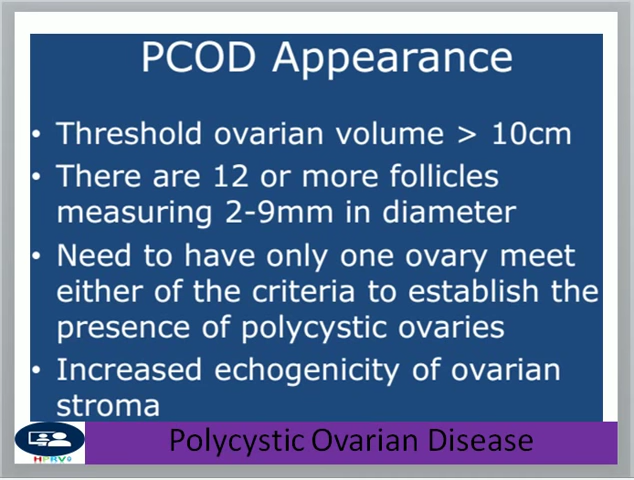 PCOD Appearance
• Threshold ovarian volume > 10cm
• There are 12 or more follicles
measuring 2-9mm in diameter
• Need to have only one ovary meet
either of the criteria to establish the
presence of polycystic ovaries
• Increased echogenicity of ovarian
stroma
Polycystic Ovarian Disease
HPRV